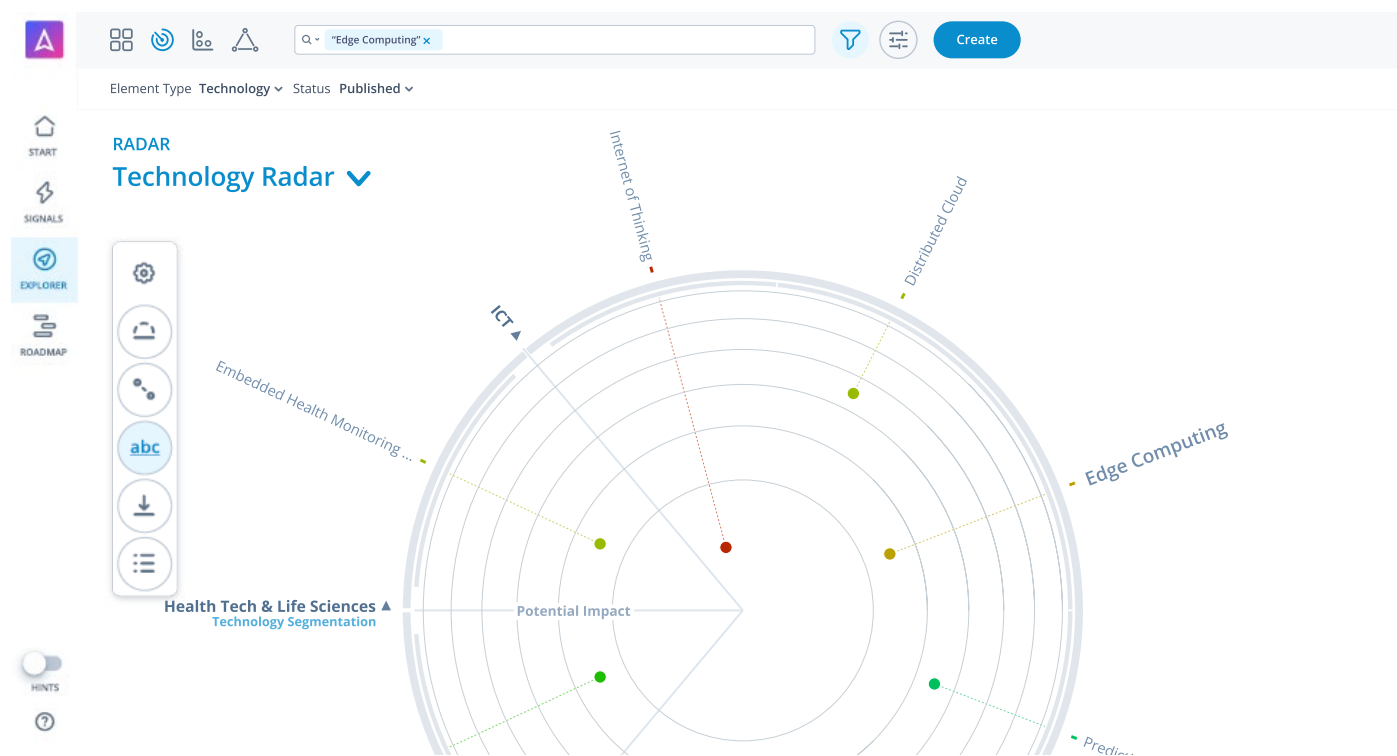 "Edge Computing" ×
Create
Element Type Technology Status Published
START
SIGNALS
EXPLORER
ROADMAP
HINTS
RADAR
Technology Radar
abc
Internet of Thinking
Distributed Cloud
ICT
Embedded Health Monitoring ...
Edge Computing
Health Tech & Life Sciences
Technology Segmentation
Potential Impact